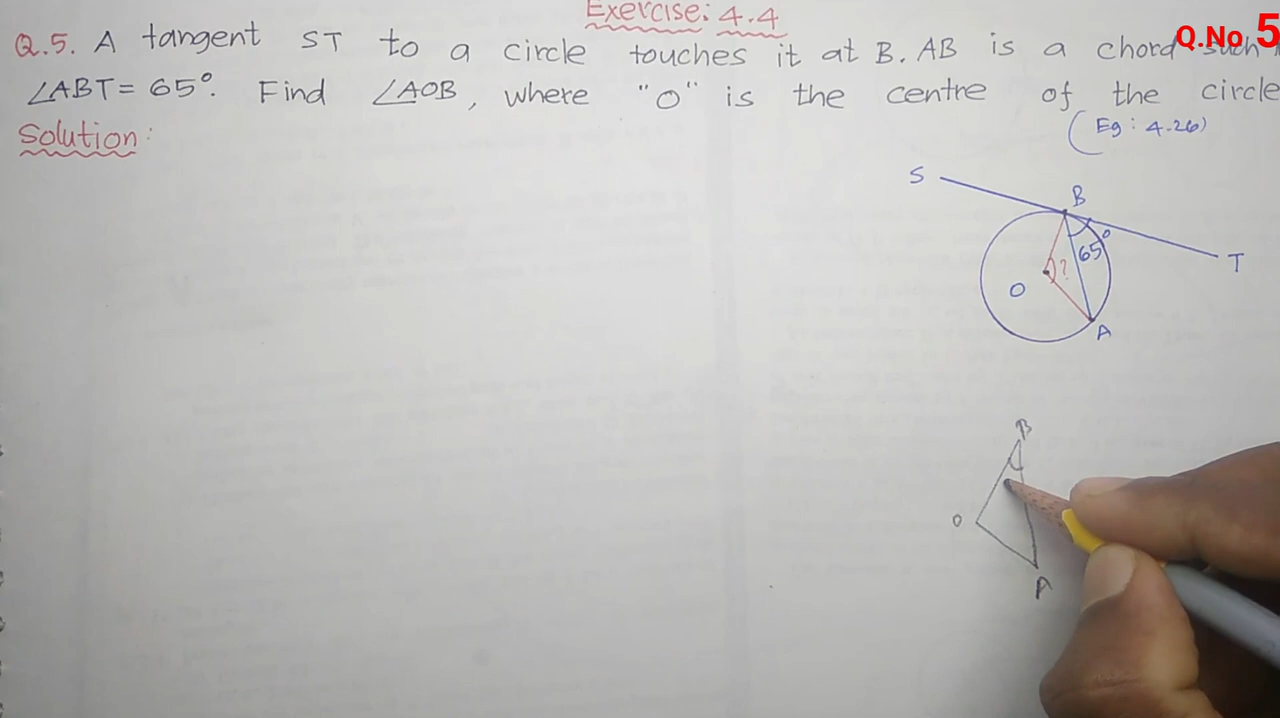 Exercise: 4.4
Q.No 5
Q.5. A tangent ST to a circle touches it at B. AB is a chord such
∠ABT = 65°. Find ∠AOB, where "O" is the centre of the circle
(Eg: 4.26)
Solution:
S
B
65°
?
T
O
A
B
O
A